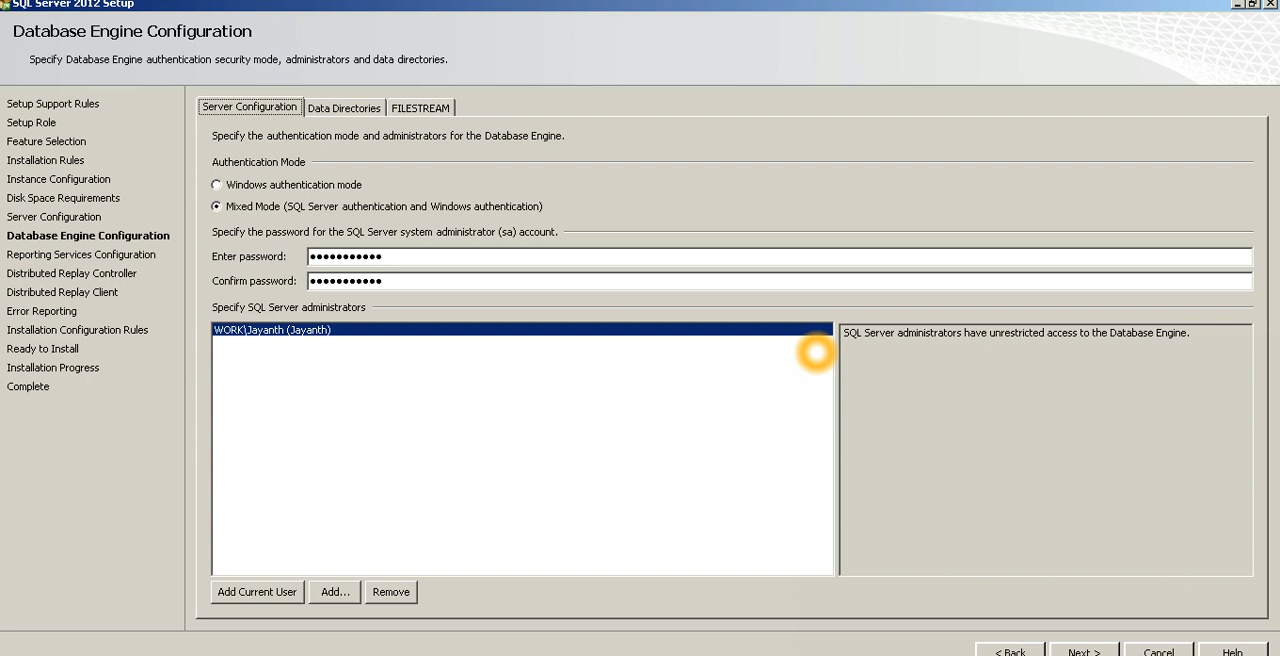 SQL Server 2012 Setup
Database Engine Configuration
Specify Database Engine authentication security mode, administrators and data directories.
Setup Support Rules
Setup Role
Feature Selection
Installation Rules
Instance Configuration
Disk Space Requirements
Server Configuration
Database Engine Configuration
Reporting Services Configuration
Distributed Replay Controller
Distributed Replay Client
Error Reporting
Installation Configuration Rules
Ready to Install
Installation Progress
Complete
Server Configuration Data Directories FILESTREAM
Specify the authentication mode and administrators for the Database Engine.
Authentication Mode
Windows authentication mode
Mixed Mode (SQL Server authentication and Windows authentication)
Specify the password for the SQL Server system administrator (sa) account.
Enter password: ●●●●●●●●●●●
Confirm password: ●●●●●●●●●●●
Specify SQL Server administrators
WORK\Jayanth (Jayanth)
SQL Server administrators have unrestricted access to the Database Engine.
Add Current User Add... Remove
< Back Next > Cancel Help